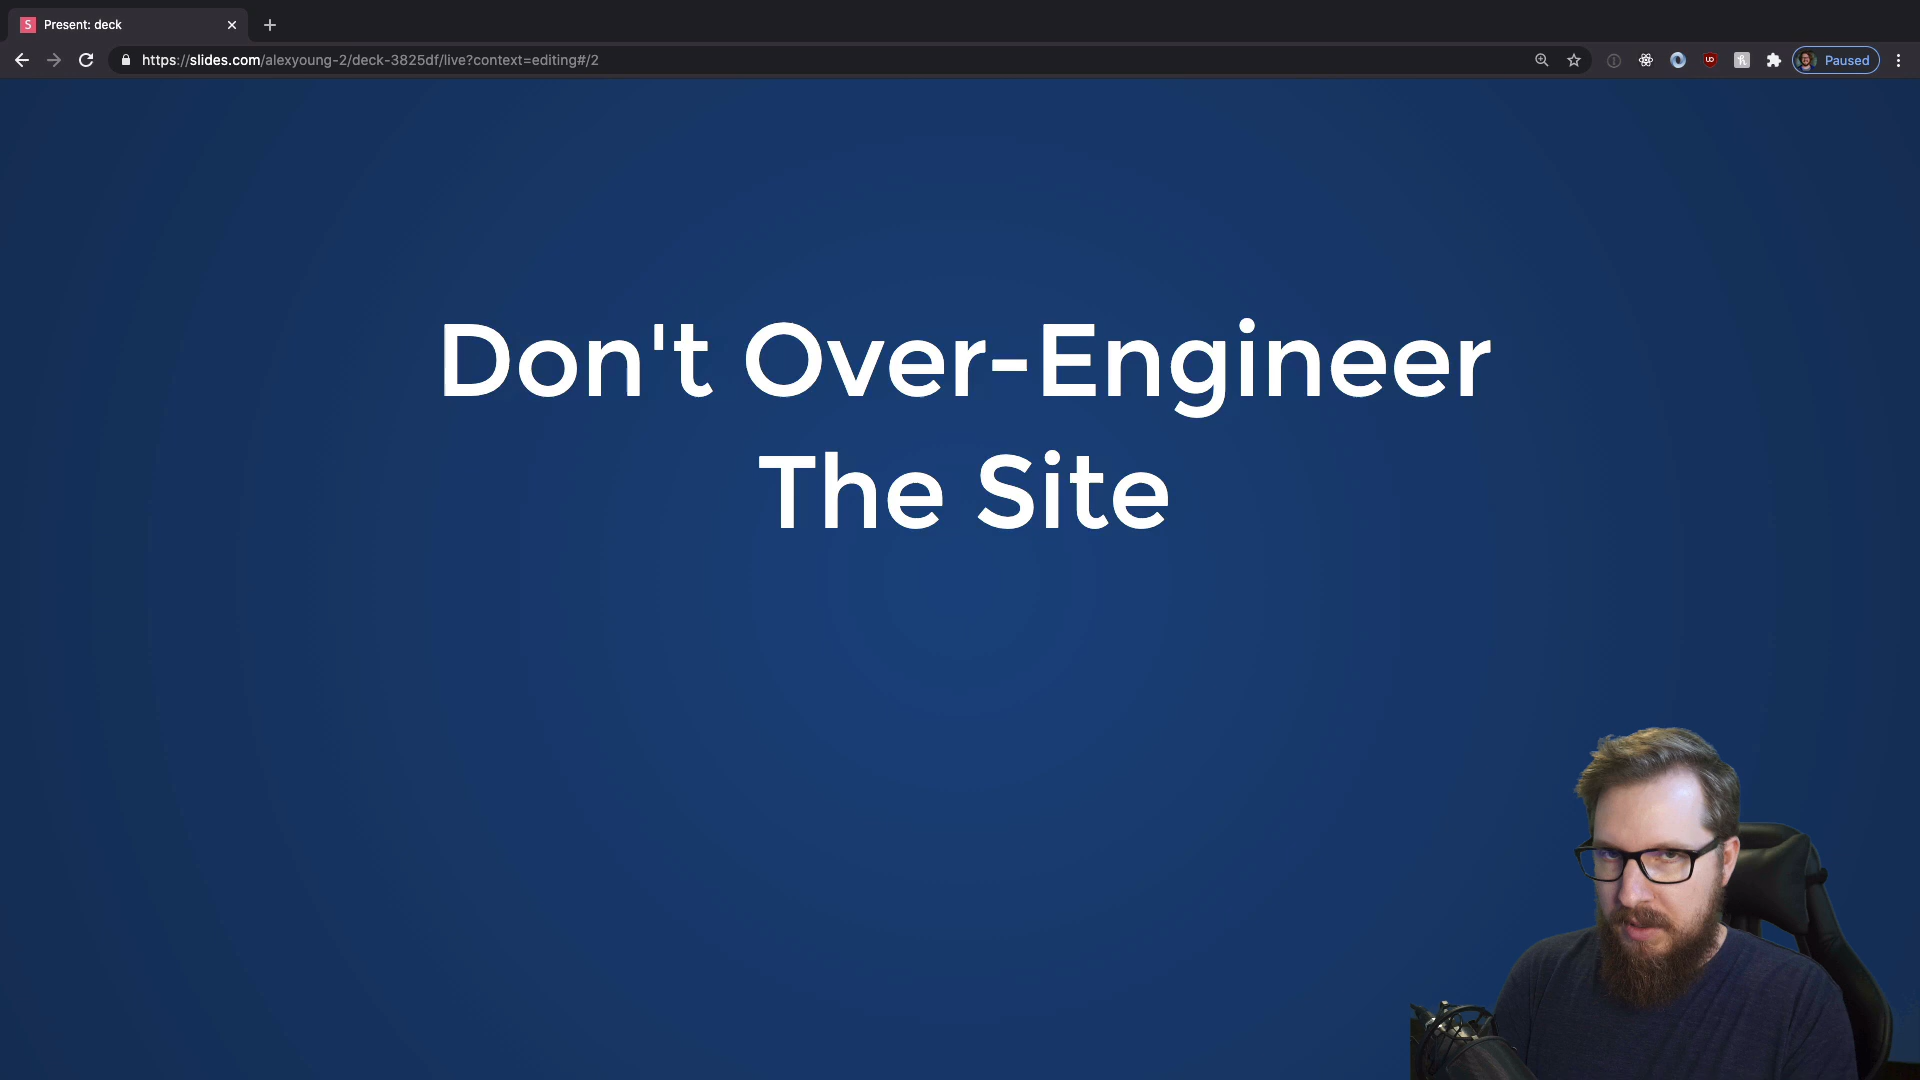 S Present: deck
https://slides.com/alexyoung-2/deck-3825df/live?context=editing#/2
Paused
Don't Over-Engineer
The Site